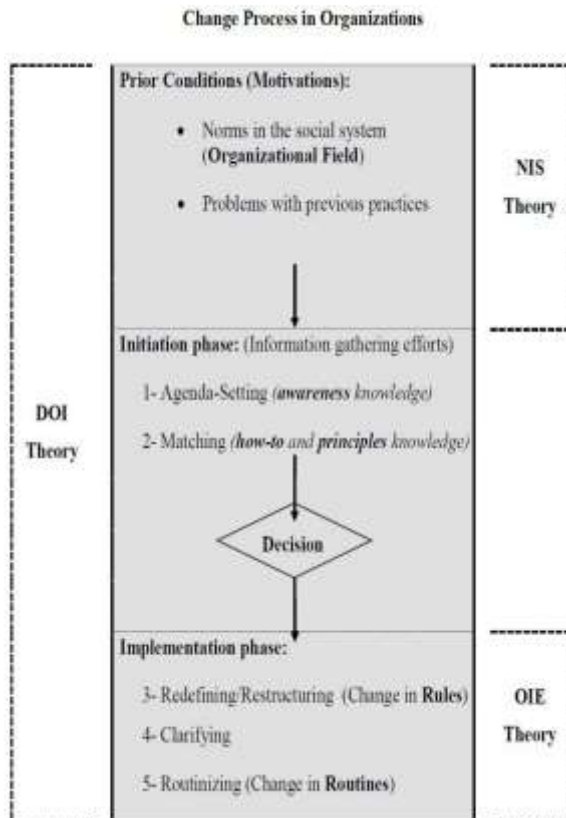 Change Process in Organizations
Prior Conditions (Motivations):
• Norms in the social system
(Organizational Field)
• Problems with previous practices
NIS
Theory
Initiation phase: (Information gathering efforts)
1- Agenda-Setting (awareness knowledge)
2- Matching (how-to and principles knowledge)
DOI
Theory
Decision
Implementation phase:
3- Redefining/Restructuring (Change in Rules)
4- Clarifying
5- Routinizing (Change in Routines)
OIE
Theory